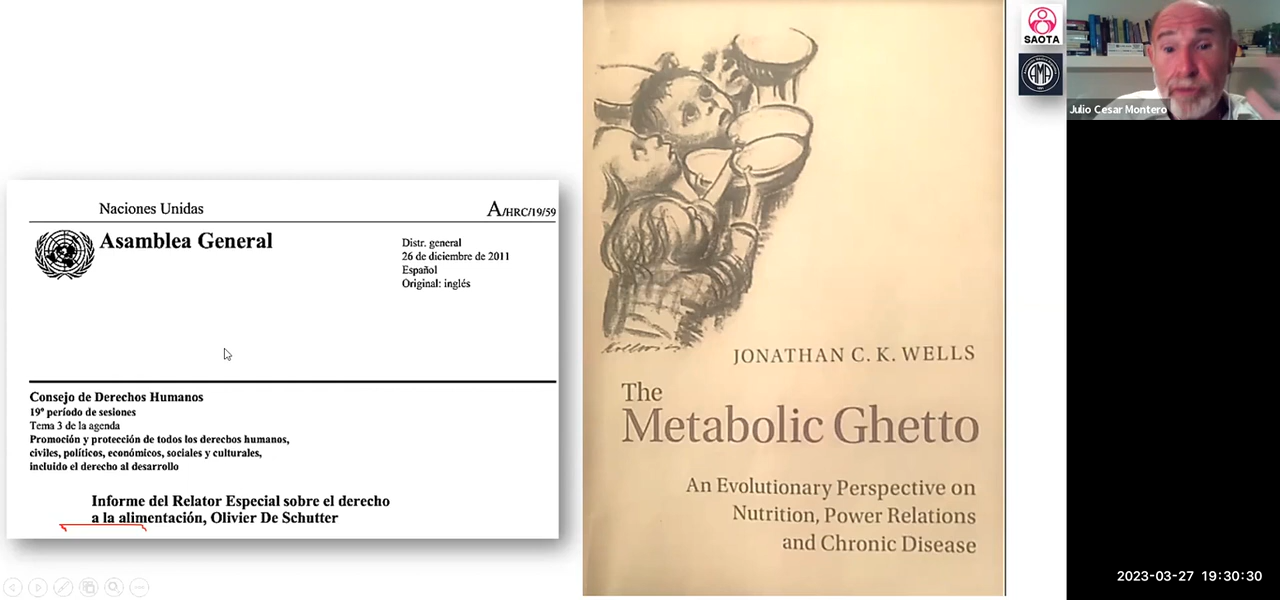 Naciones Unidas
A/HRC/19/59
Asamblea General
Distr. general
26 de diciembre de 2011
Español
Original: inglés
Consejo de Derechos Humanos
19º período de sesiones
Tema 3 de la agenda
Promoción y protección de todos los derechos humanos,
civiles, políticos, económicos, sociales y culturales,
incluido el derecho al desarrollo
Informe del Relator Especial sobre el derecho
a la alimentación, Olivier De Schutter
JONATHAN C. K. WELLS
The
Metabolic Ghetto
An Evolutionary Perspective on
Nutrition, Power Relations
and Chronic Disease
SAOTA
AMA
Julio Cesar Montero
2023-03-27 19:30:30